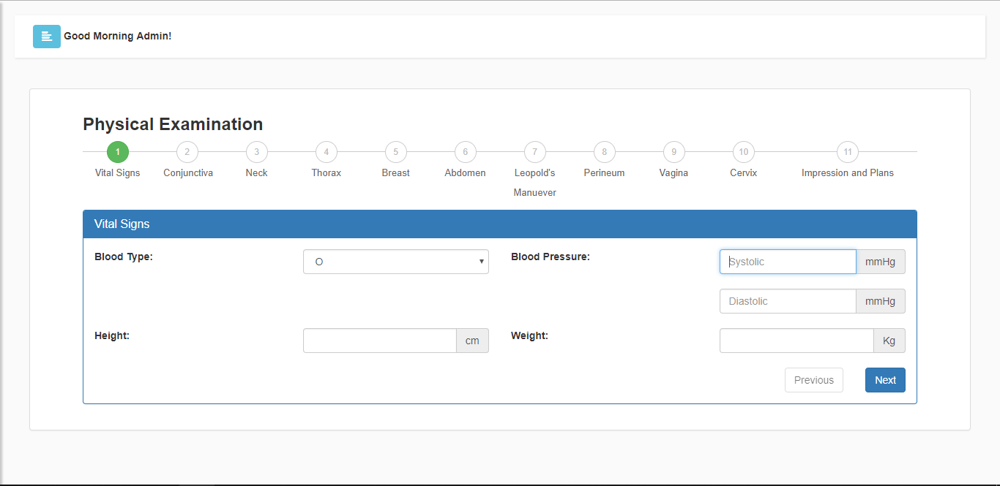 Good Morning Admin!
Physical Examination
1 2 3 4 5 6 7 8 9 10 11
Vital Signs Conjunctiva Neck Thorax Breast Abdomen Leopold's Perineum Vagina Cervix Impression and Plans
Manuever
Vital Signs
Blood Type: O Blood Pressure: Systolic mmHg
Diastolic mmHg
Height: cm Weight: Kg
Previous Next